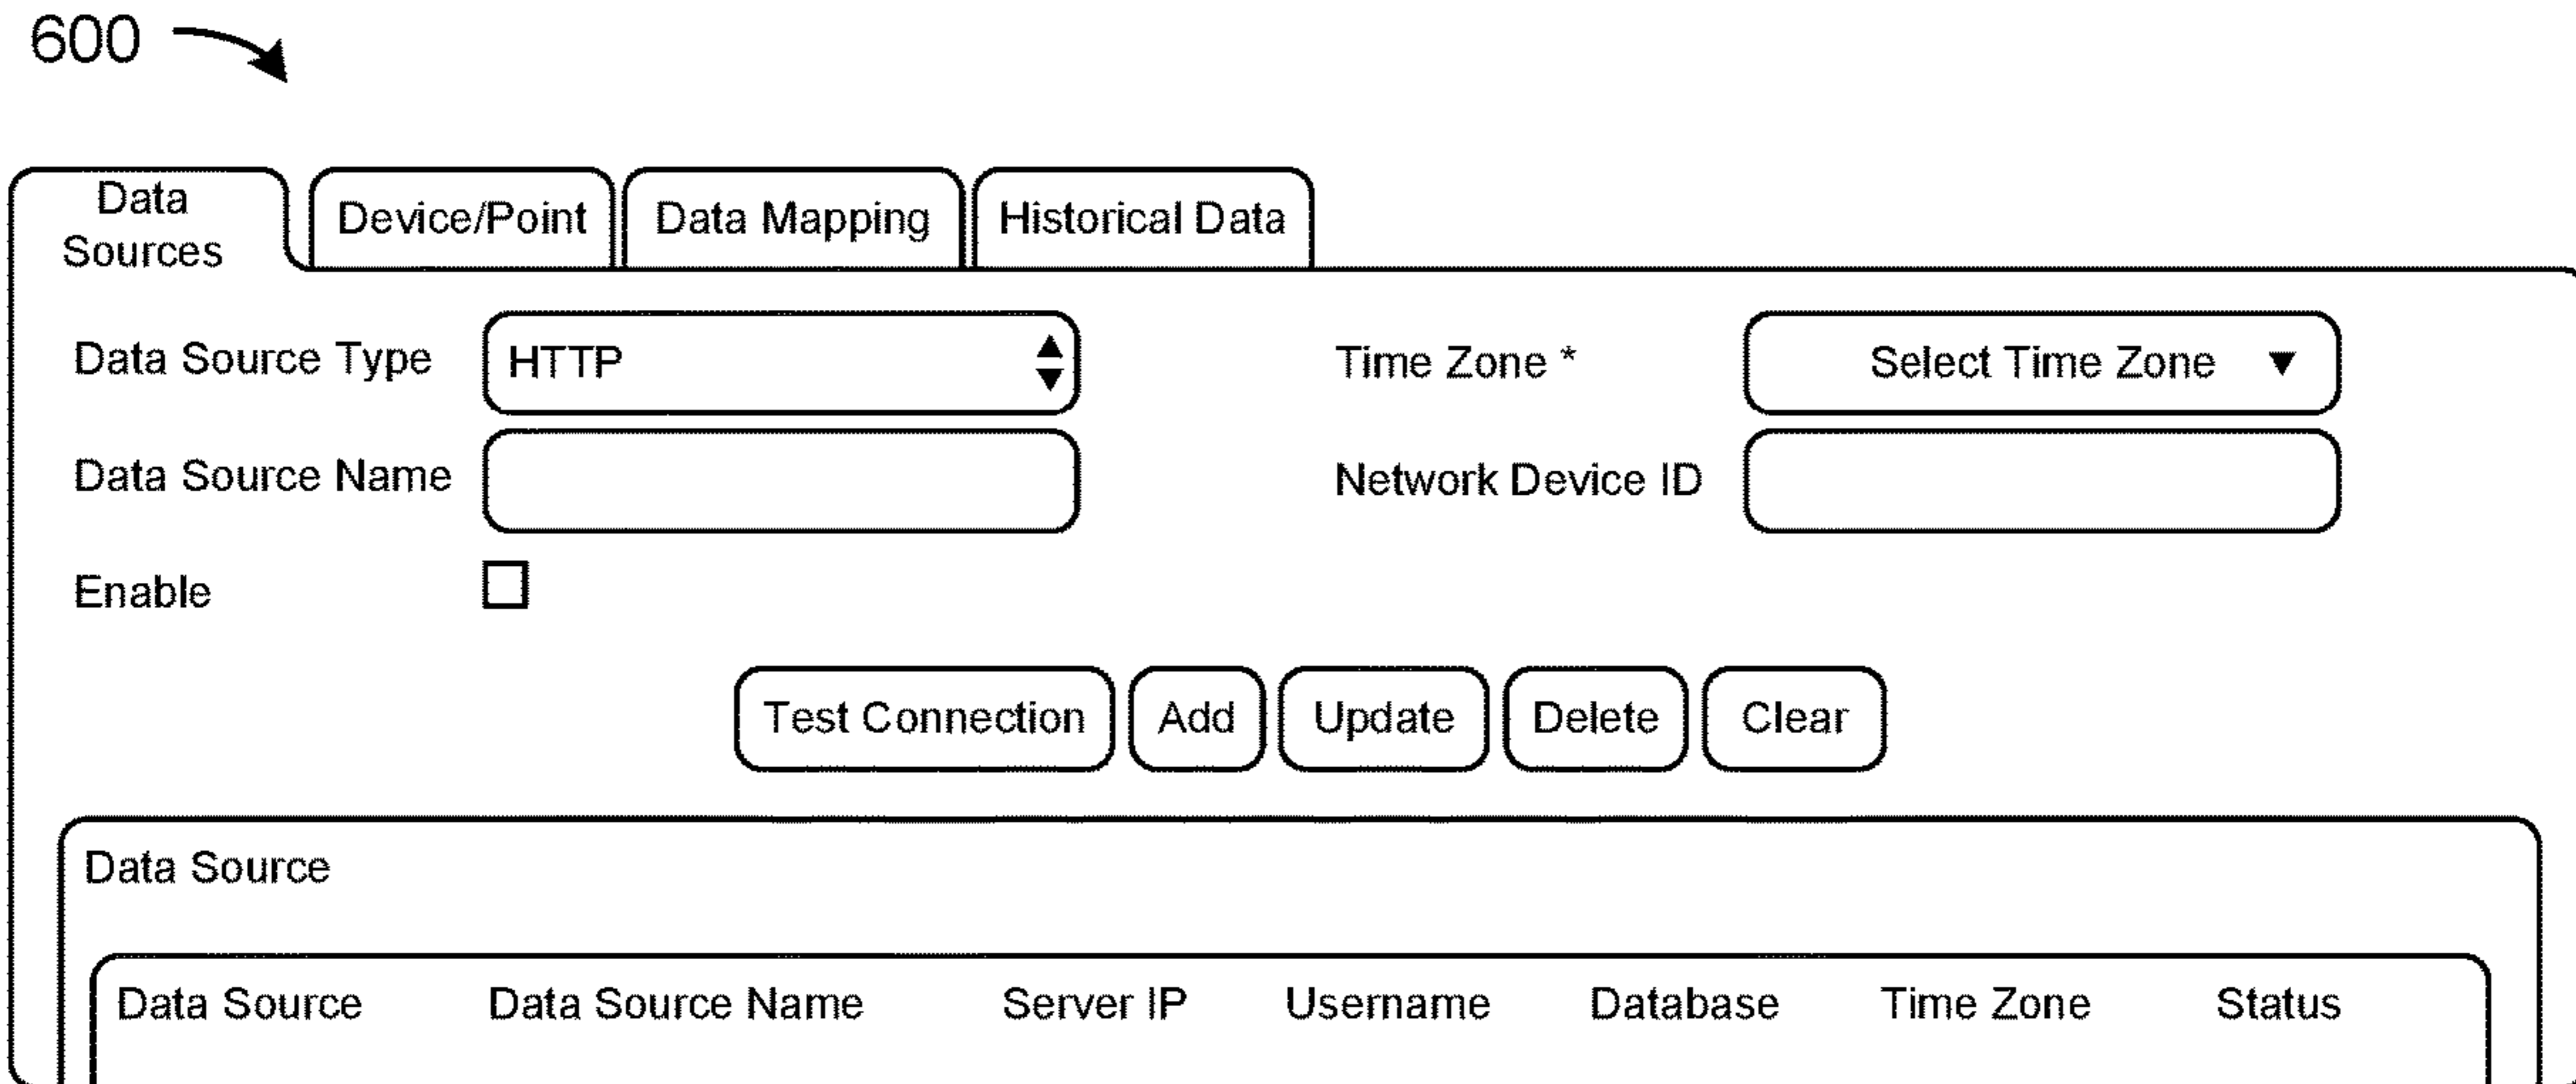 600
Data
Sources
Device/Point
Data Mapping
Historical Data
Data Source Type
HTTP
Time Zone *
Select Time Zone
Data Source Name
Network Device ID
Enable
Test Connection
Add
Update
Delete
Clear
Data Source
Data Source
Data Source Name
Server IP
Username
Database
Time Zone
Status